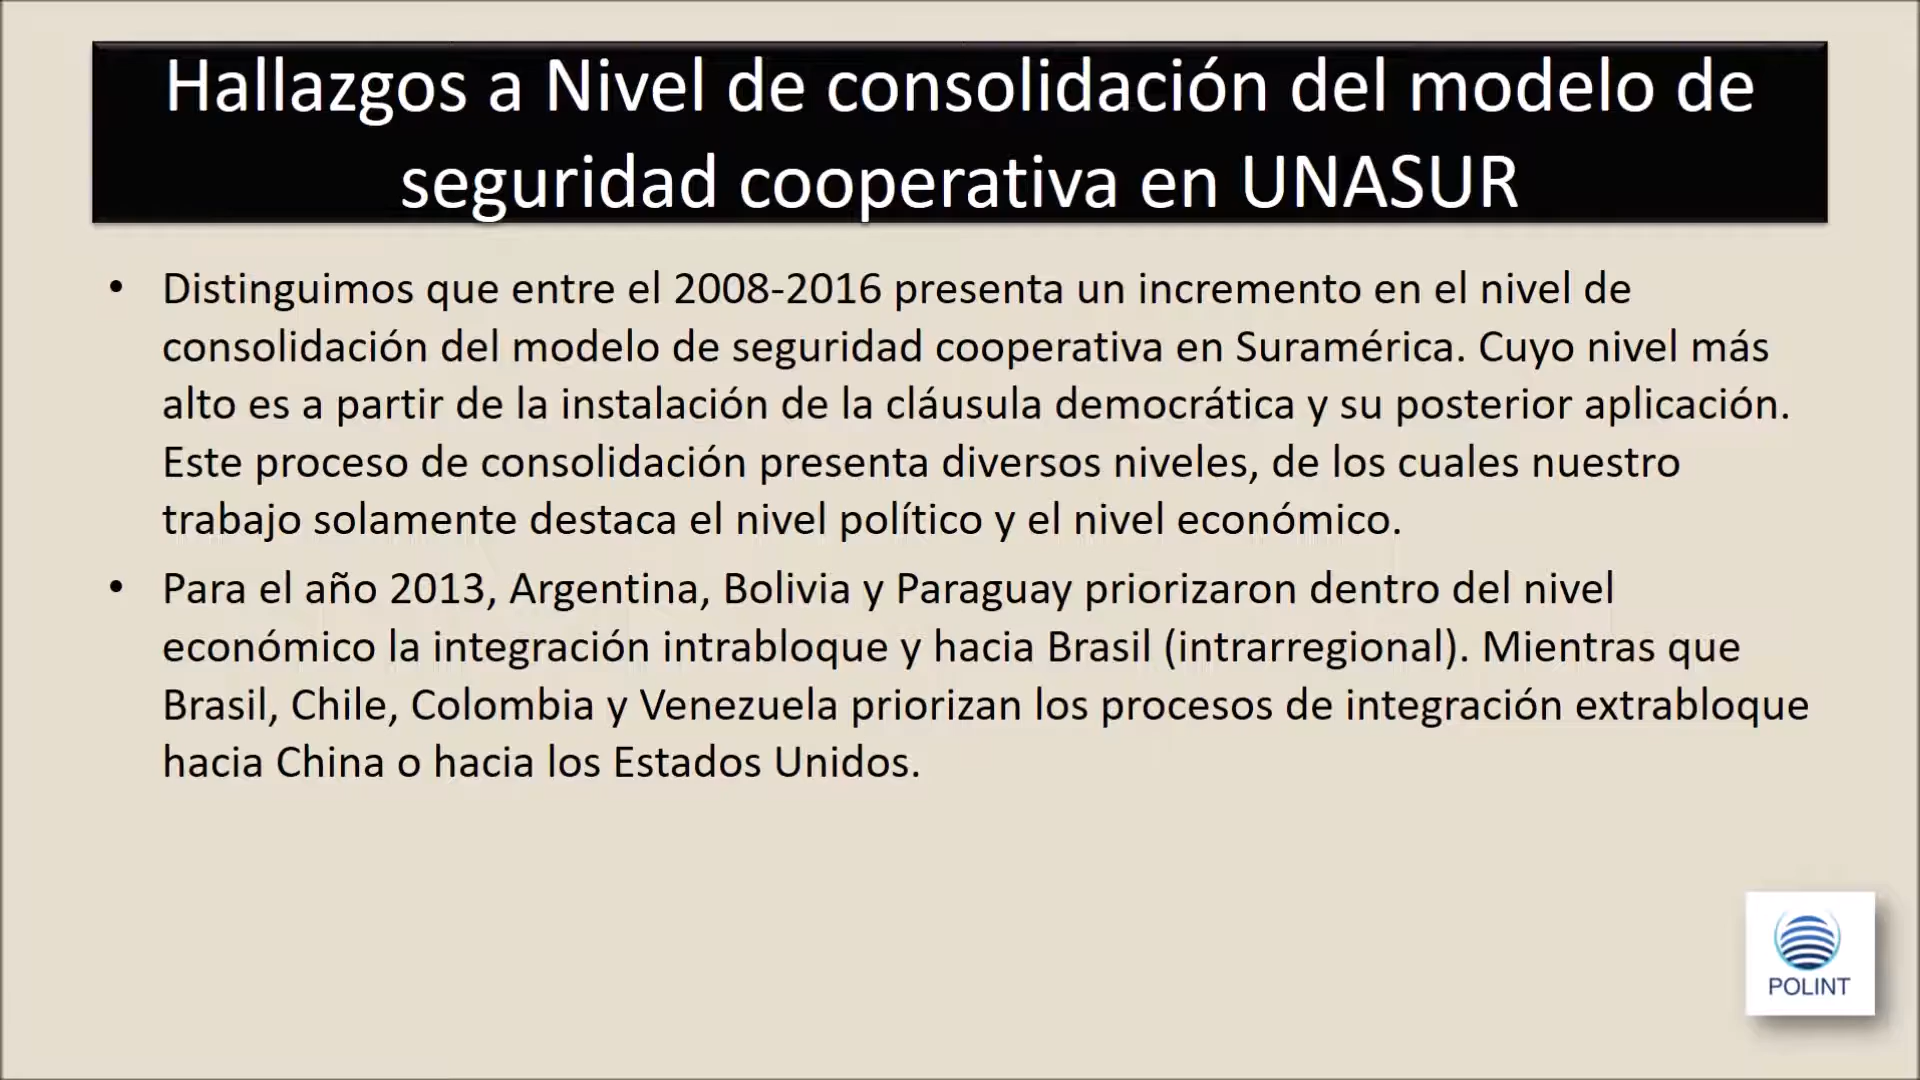 Hallazgos a Nivel de consolidación del modelo de
seguridad cooperativa en UNASUR
• Distinguimos que entre el 2008-2016 presenta un incremento en el nivel de
consolidación del modelo de seguridad cooperativa en Suramérica. Cuyo nivel más
alto es a partir de la instalación de la cláusula democrática y su posterior aplicación.
Este proceso de consolidación presenta diversos niveles, de los cuales nuestro
trabajo solamente destaca el nivel político y el nivel económico.
• Para el año 2013, Argentina, Bolivia y Paraguay priorizaron dentro del nivel
económico la integración intrabloque y hacia Brasil (intrarregional). Mientras que
Brasil, Chile, Colombia y Venezuela priorizan los procesos de integración extrabloque
hacia China o hacia los Estados Unidos.
POLINT